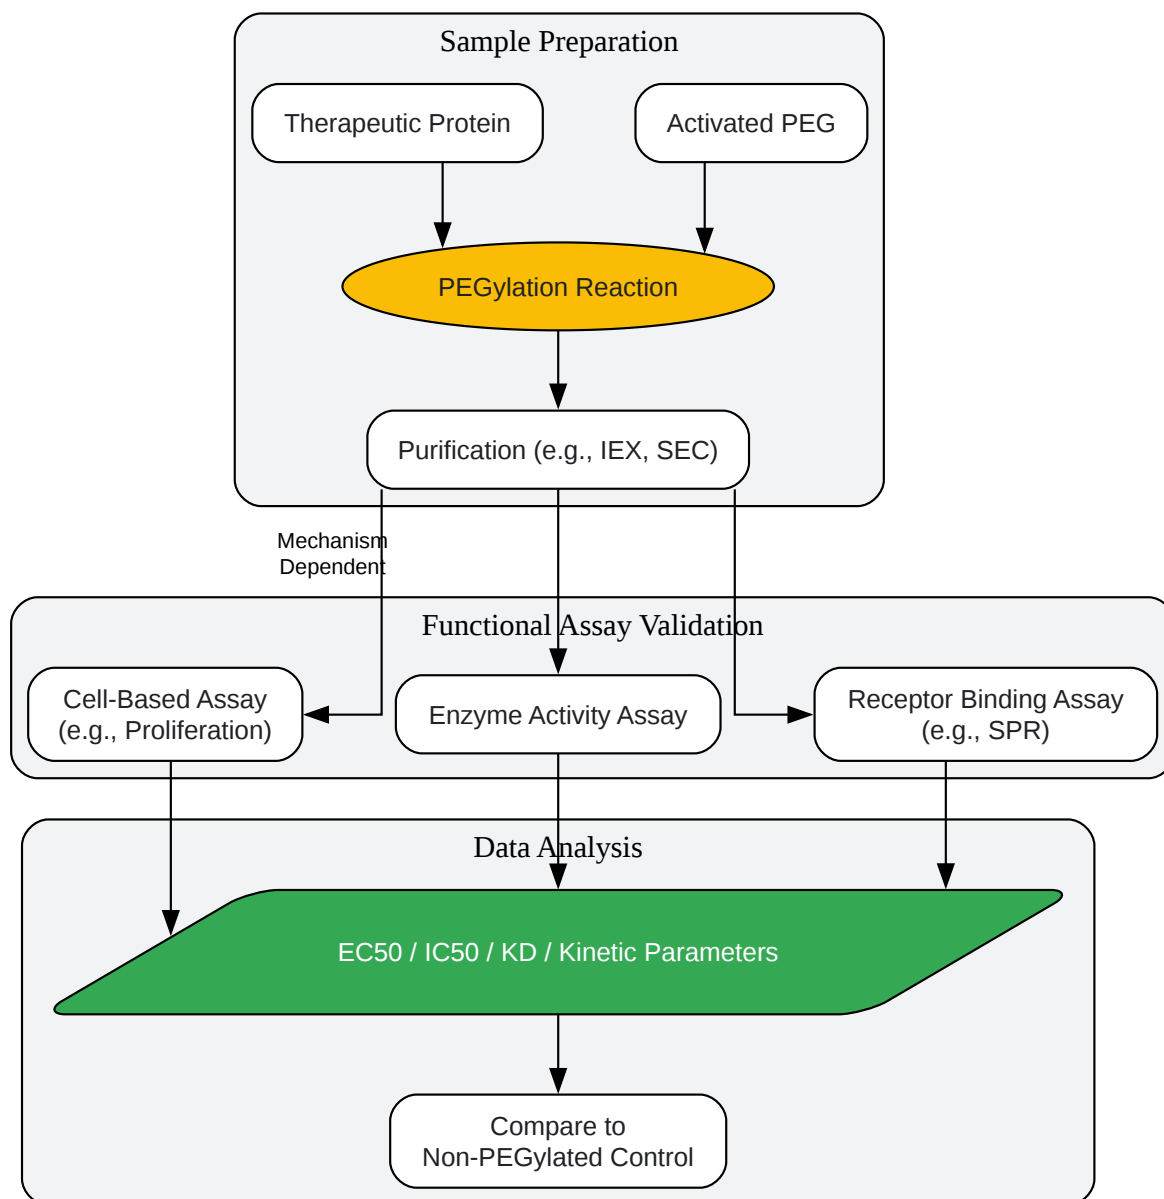 Sample Preparation
Therapeutic Protein
Activated PEG
PEGylation Reaction
Purification (e.g., IEX, SEC)
Mechanism
Dependent
Functional Assay Validation
Cell-Based Assay
(e.g., Proliferation)
Enzyme Activity Assay
Receptor Binding Assay
(e.g., SPR)
Data Analysis
EC50 / IC50 / KD / Kinetic Parameters
Compare to
Non-PEGylated Control